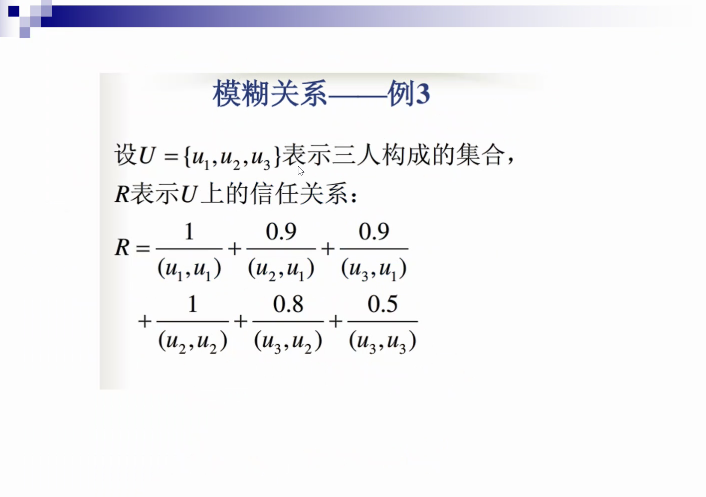 模糊关系——例3
设U = {u₁,u₂,u₃}表示三人构成的集合，
R表示U上的信任关系：
R = 1/(u₁,u₁) + 0.9/(u₂,u₁) + 0.9/(u₃,u₁)
+ 1/(u₂,u₂) + 0.8/(u₃,u₂) + 0.5/(u₃,u₃)